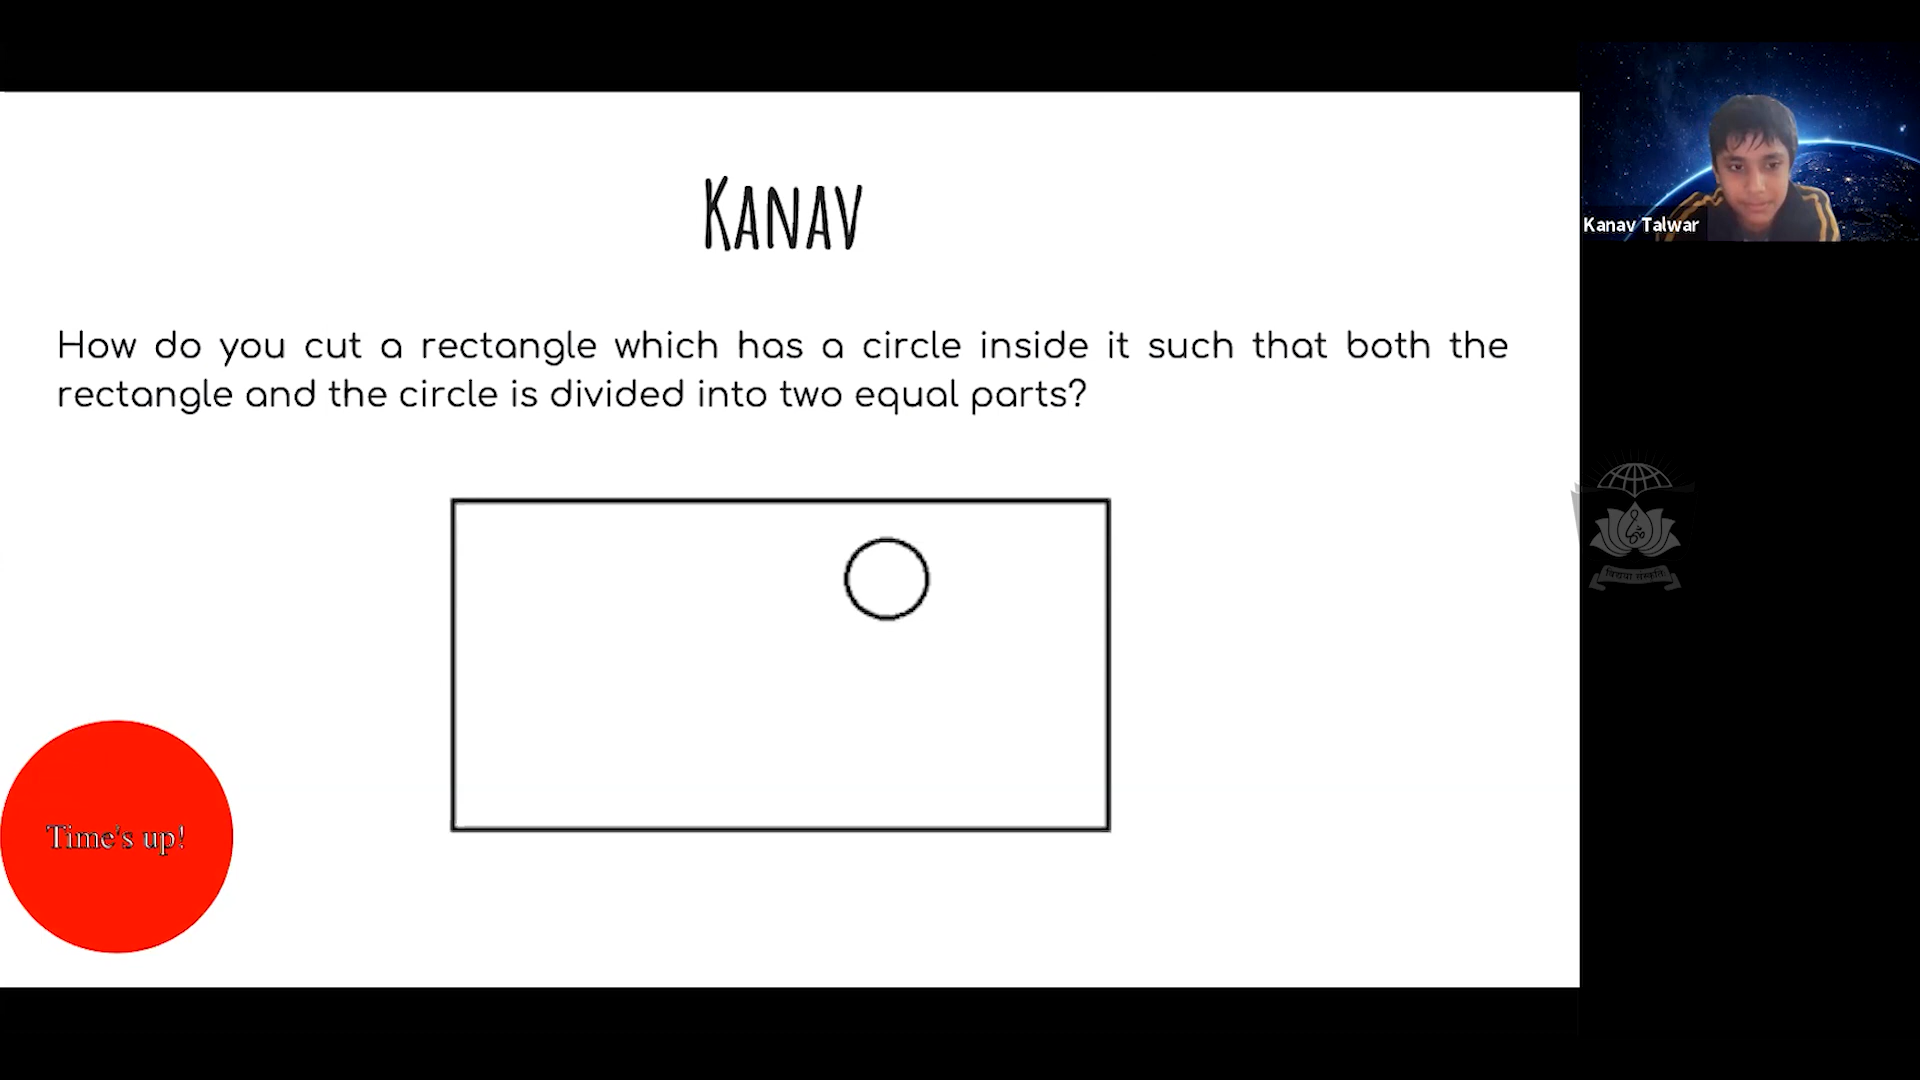 KANAV
How do you cut a rectangle which has a circle inside it such that both the
rectangle and the circle is divided into two equal parts?
Time's up!
Kanav Talwar
विद्यया संस्कृतिः